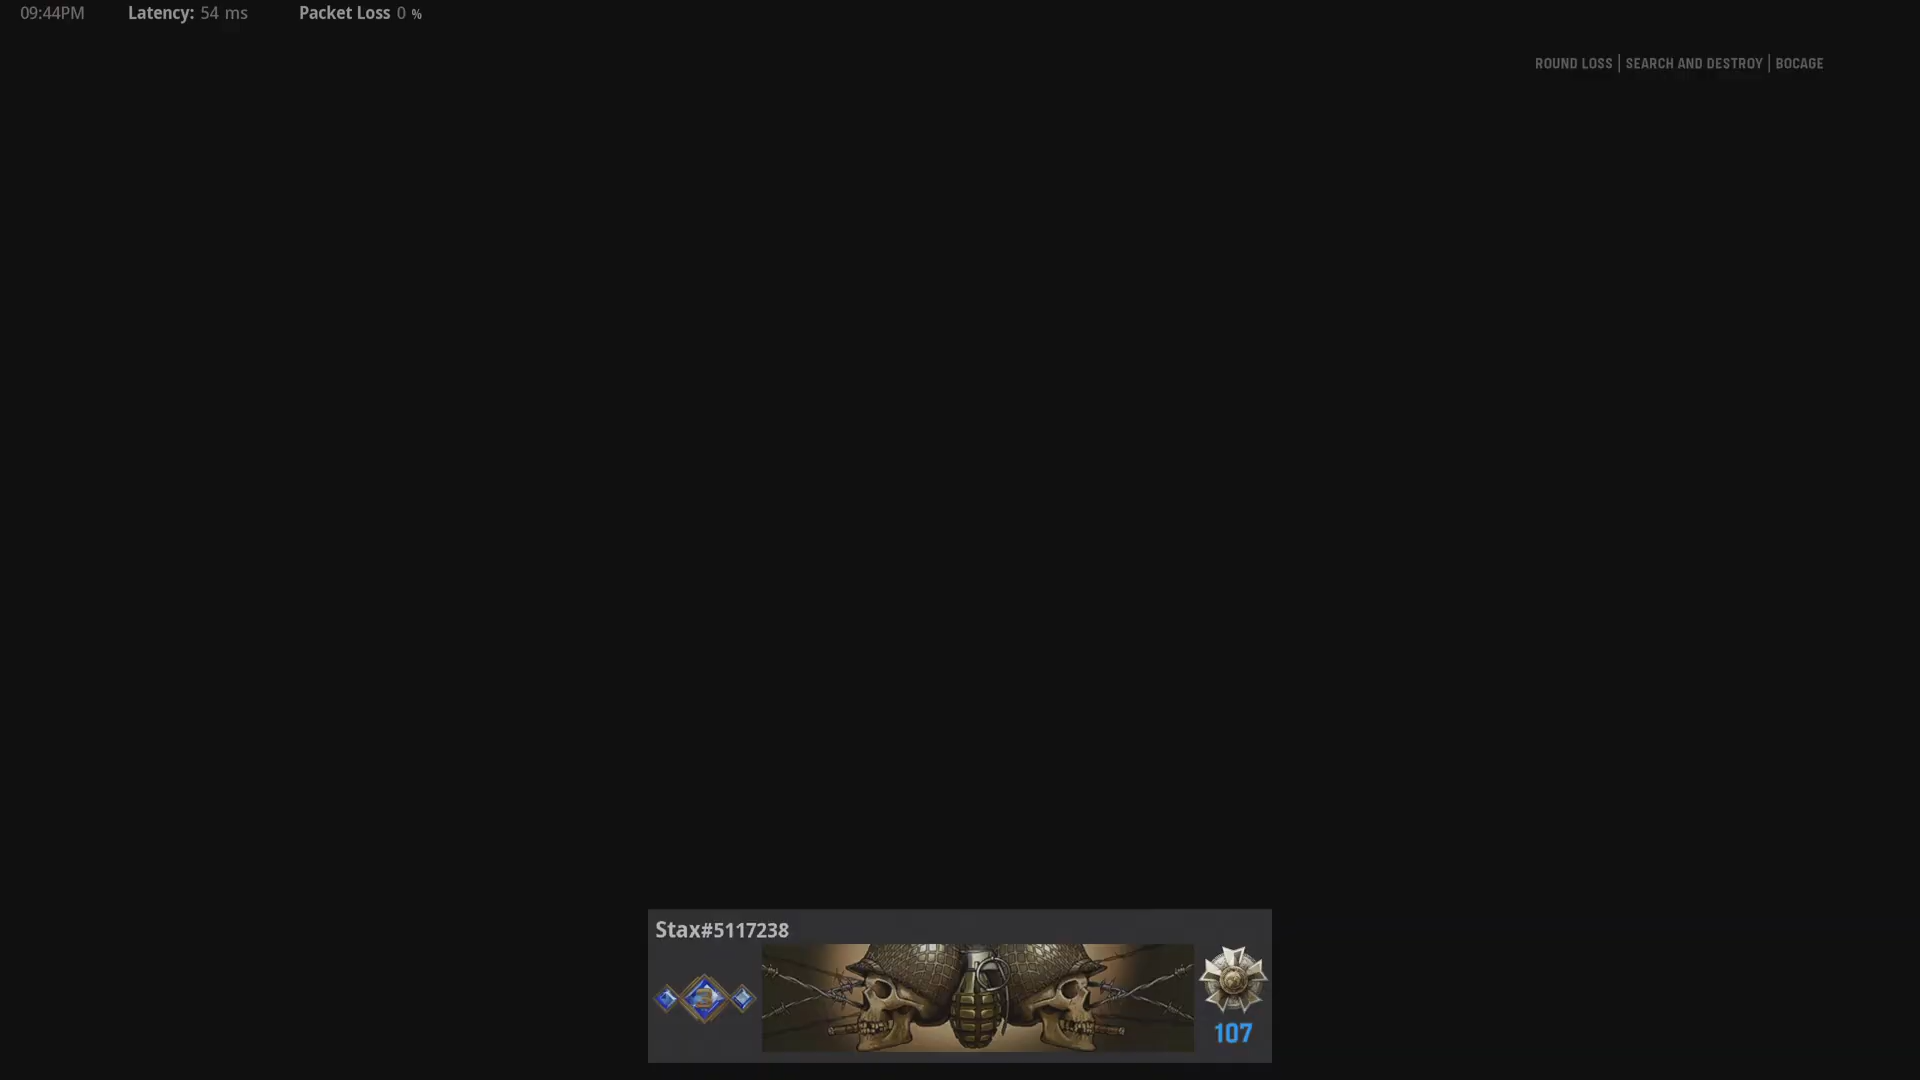 09:44PM Latency: 54 ms Packet Loss 0 %
ROUND LOSS | SEARCH AND DESTROY | BOCAGE
Stax#5117238
107